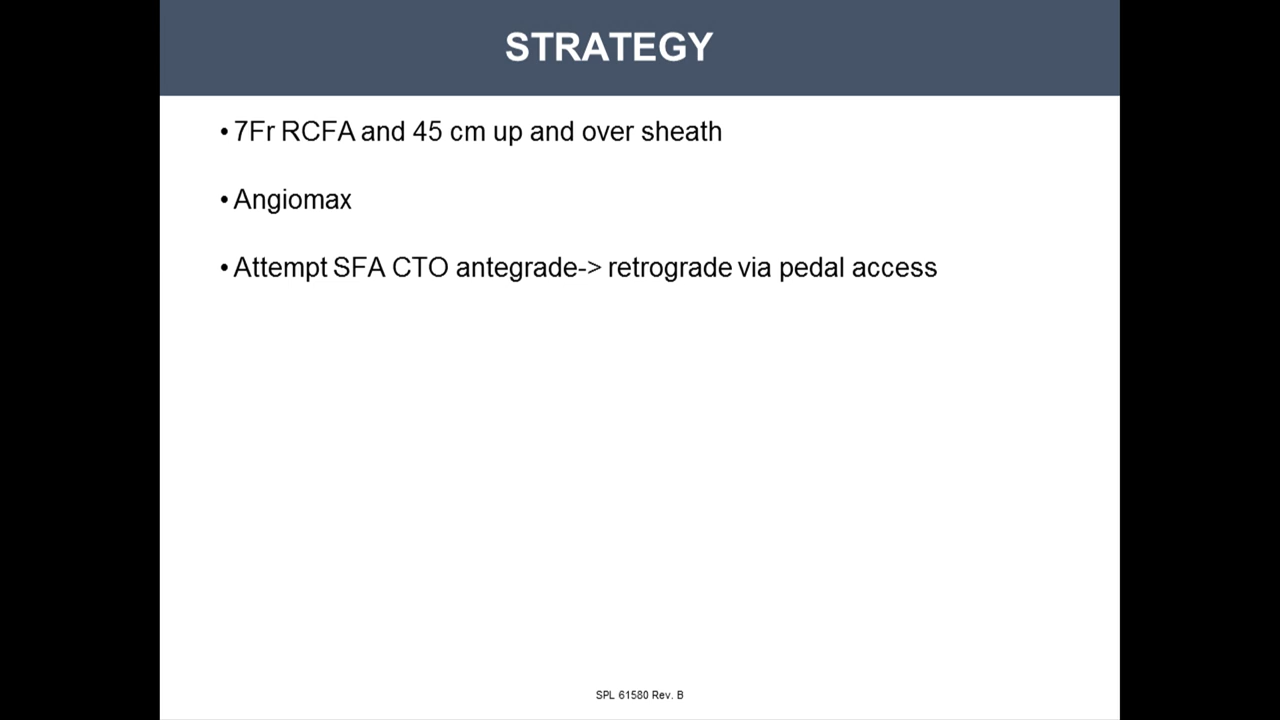 STRATEGY
• 7Fr RCFA and 45 cm up and over sheath
• Angiomax
• Attempt SFA CTO antegrade-> retrograde via pedal access
SPL 61580 Rev. B